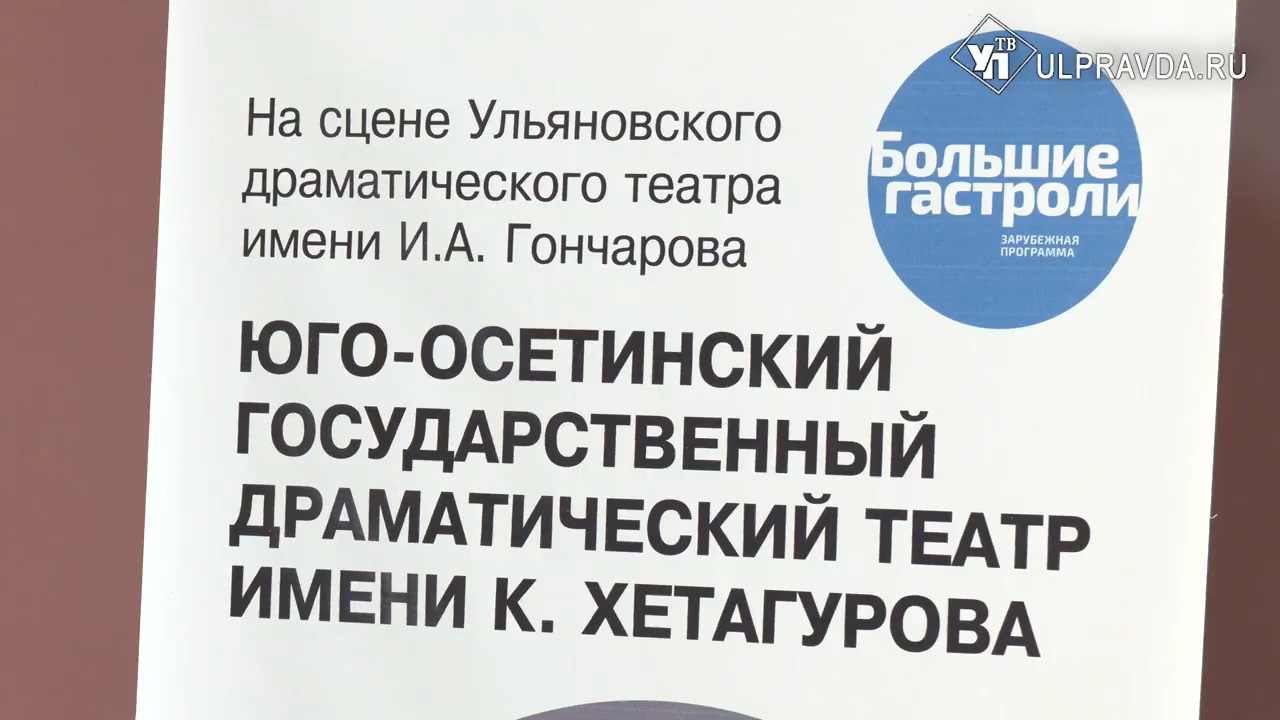 УП ТВ ULPRAVDA.RU
На сцене Ульяновского
драматического театра
имени И.А. Гончарова
Большие
гастроли
ЗАРУБЕЖНАЯ
ПРОГРАММА
ЮГО-ОСЕТИНСКИЙ
ГОСУДАРСТВЕННЫЙ
ДРАМАТИЧЕСКИЙ ТЕАТР
ИМЕНИ К. ХЕТАГУРОВА